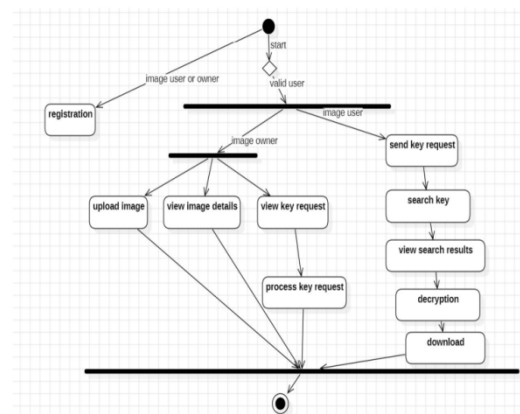 start
image user or owner
valid user
registration
image user
image owner
send key request
upload image
view image details
view key request
search key
view search results
process key request
decryption
download